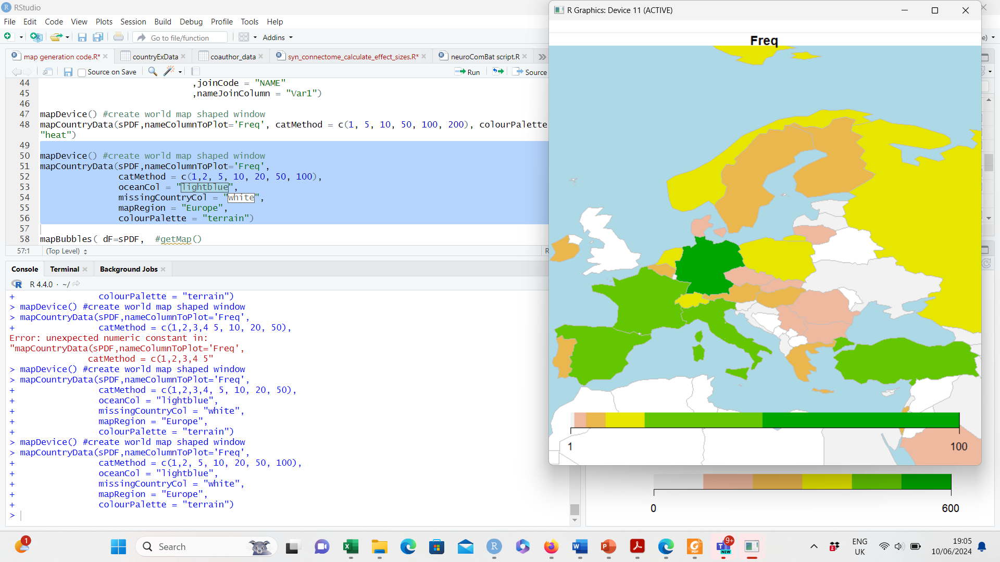 RStudio
File Edit Code View Plots Session Build Debug Profile Tools Help
Go to file/function
Addins
map generation code.R*
countryExData
coauthor_data
syn_connectome_calculate_effect_sizes.R*
neuroComBat script.R
Source on Save
Run
Source
44 ,joinCode = "NAME"
45 ,nameJoinColumn = "Var1")
46
47 mapDevice() #create world map shaped window
48 mapCountryData(sPDF,nameColumnToPlot='Freq', catMethod = c(1, 5, 10, 50, 100, 200), colourPalette
"heat")
49
50 mapDevice() #create world map shaped window
51 mapCountryData(sPDF,nameColumnToPlot='Freq',
52 catMethod = c(1,2, 5, 10, 20, 50, 100),
53 oceanCol = "lightblue",
54 missingCountryCol = "white",
55 mapRegion = "Europe",
56 colourPalette = "terrain")
57
58 mapBubbles( dF=sPDF, #getMap()
57:1 (Top Level)
R
Console Terminal Background Jobs
R 4.4.0 · ~/
+ colourPalette = "terrain")
> mapDevice() #create world map shaped window
> mapCountryData(sPDF,nameColumnToPlot='Freq',
+ catMethod = c(1,2,3,4 5, 10, 20, 50),
Error: unexpected numeric constant in:
"mapCountryData(sPDF,nameColumnToPlot='Freq',
catMethod = c(1,2,3,4 5"
> mapDevice() #create world map shaped window
> mapCountryData(sPDF,nameColumnToPlot='Freq',
+ catMethod = c(1,2,3,4, 5, 10, 20, 50),
+ oceanCol = "lightblue",
+ missingCountryCol = "white",
+ mapRegion = "Europe",
+ colourPalette = "terrain")
> mapDevice() #create world map shaped window
> mapCountryData(sPDF,nameColumnToPlot='Freq',
+ catMethod = c(1,2, 5, 10, 20, 50, 100),
+ oceanCol = "lightblue",
+ missingCountryCol = "white",
+ mapRegion = "Europe",
+ colourPalette = "terrain")
>
R Graphics: Device 11 (ACTIVE)
e)
Freq
1 100
0 600
1
Search
9+
NEW
PDF
2
ENG
UK
19:05
10/06/2024